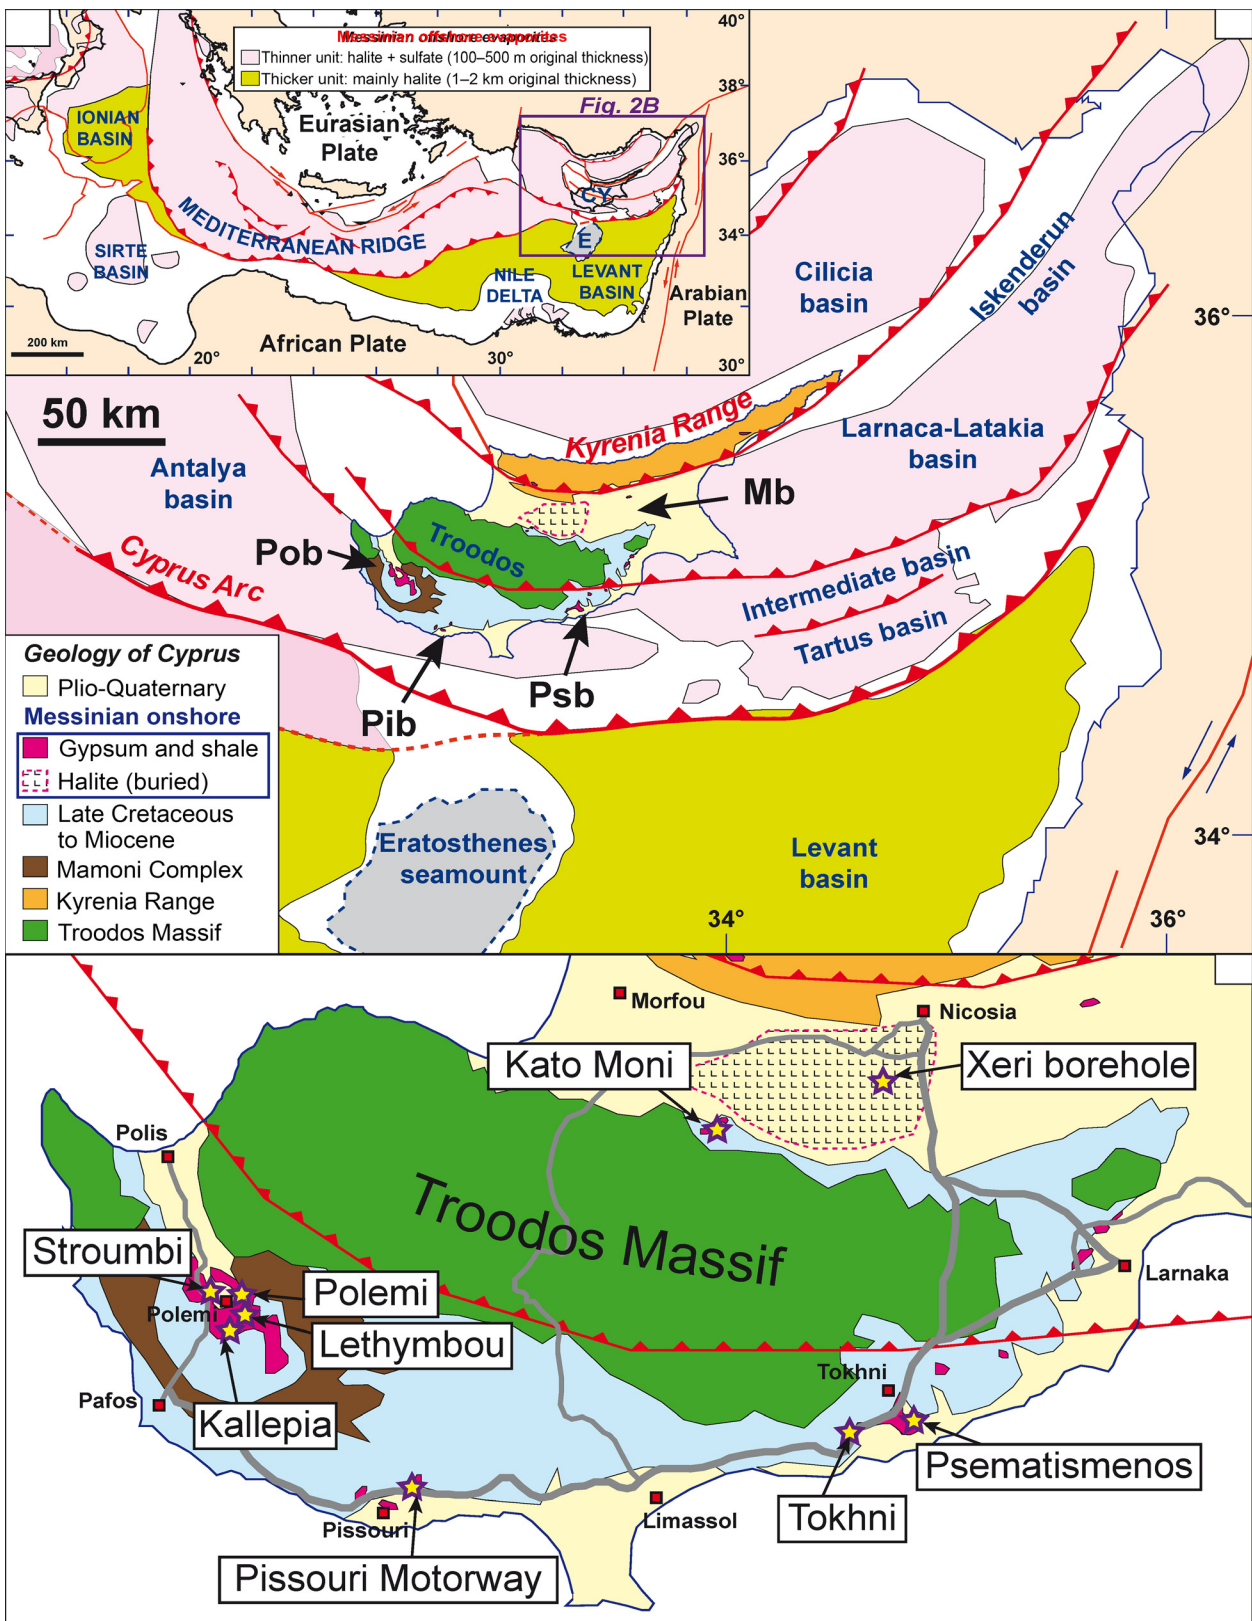 Messinian offshore evaporites
Thinner unit: halite + sulfate (100–500 m original thickness)
Thicker unit: mainly halite (1–2 km original thickness)
40°
38°
36°
34°
30°
Fig. 2B
IONIAN
BASIN
Eurasian
Plate
CY
E
MEDITERRANEAN RIDGE
SIRTE
BASIN
NILE
DELTA
LEVANT
BASIN
Arabian
Plate
African Plate
200 km
20°
30°
Cilicia
basin
Iskenderun
basin
36°
50 km
Kyrenia Range
Larnaca-Latakia
basin
Antalya
basin
Mb
Troodos
Pob
Cyprus Arc
Intermediate basin
Tartus basin
Psb
Pib
Geology of Cyprus
Plio-Quaternary
Messinian onshore
Gypsum and shale
Halite (buried)
Late Cretaceous
to Miocene
Mamoni Complex
Kyrenia Range
Troodos Massif
Eratosthenes
seamount
Levant
basin
34°
34°
36°
Morfou
Nicosia
Kato Moni
Xeri borehole
Polis
Troodos Massif
Stroumbi
Polemi
Polemi
Lethymbou
Larnaka
Tokhni
Pafos
Kallepia
Psematismenos
Tokhni
Limassol
Pissouri
Pissouri Motorway